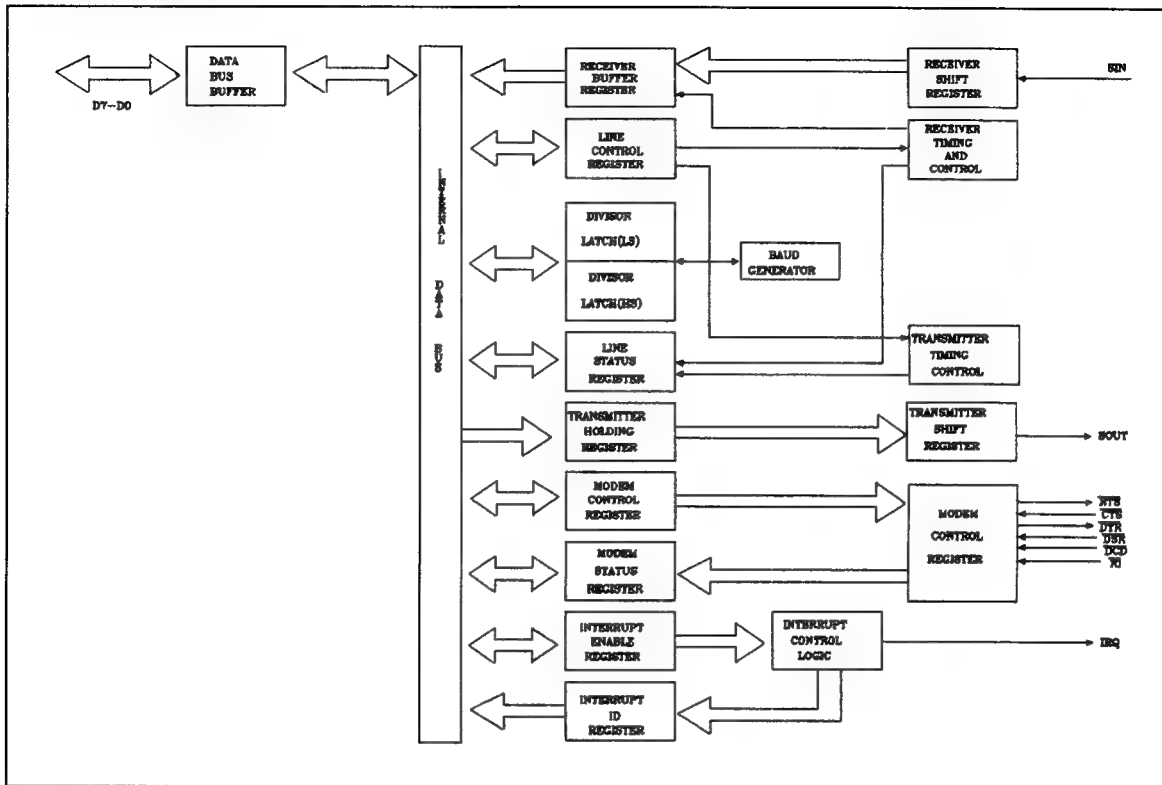 DATA
BUS
BUFFER
D7-D0
INTERNAL DATA BUS
RECEIVER
BUFFER
REGISTER
RECEIVER
SHIFT
REGISTER
SIN
LINE
CONTROL
REGISTER
RECEIVER
TIMING
AND
CONTROL
DIVISOR
LATCH(LS)
DIVISOR
LATCH(HS)
BAUD
GENERATOR
LINE
STATUS
REGISTER
TRANSMITTER
TIMING
CONTROL
TRANSMITTER
HOLDING
REGISTER
TRANSMITTER
SHIFT
REGISTER
SOUT
MODEM
CONTROL
REGISTER
MODEM
CONTROL
REGISTER
RTS
CTS
DTR
DSR
DCD
RI
MODEM
STATUS
REGISTER
INTERRUPT
ENABLE
REGISTER
INTERRUPT
CONTROL
LOGIC
IRQ
INTERRUPT
ID
REGISTER